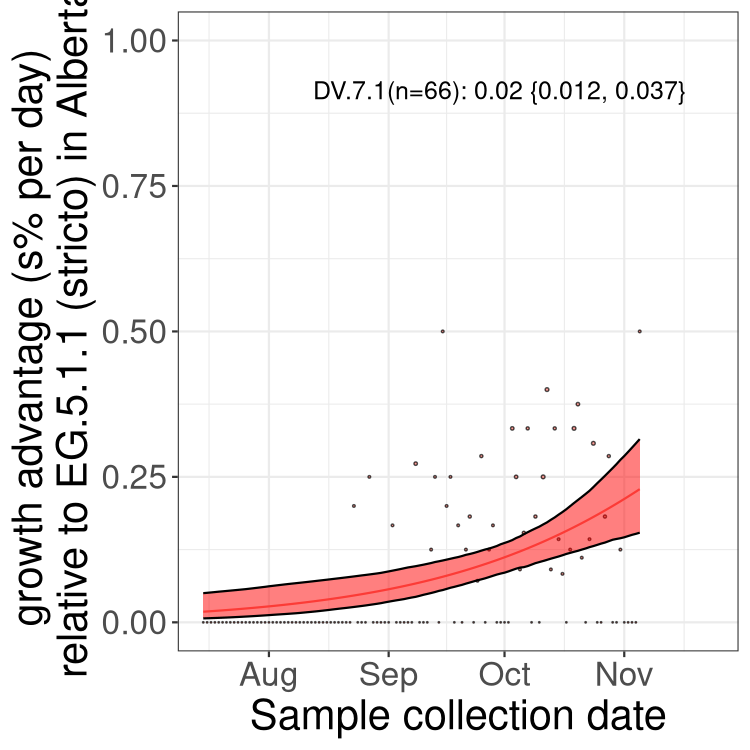 growth advantage (s% per day)
relative to EG.5.1.1 (stricto) in Alberta
1.00
0.75
0.50
0.25
0.00
DV.7.1(n=66): 0.02 {0.012, 0.037}
Aug Sep Oct Nov
Sample collection date